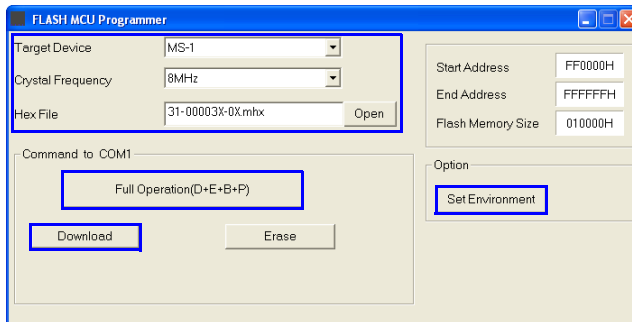 FLASH MCU Programmer
Target Device MS-1
Crystal Frequency 8MHz
Hex File 31-00003X-0X.mhx Open
Start Address FF0000H
End Address FFFFFFH
Flash Memory Size 010000H
Command to COM1
Full Operation(D+E+B+P)
Download Erase
Option
Set Environment